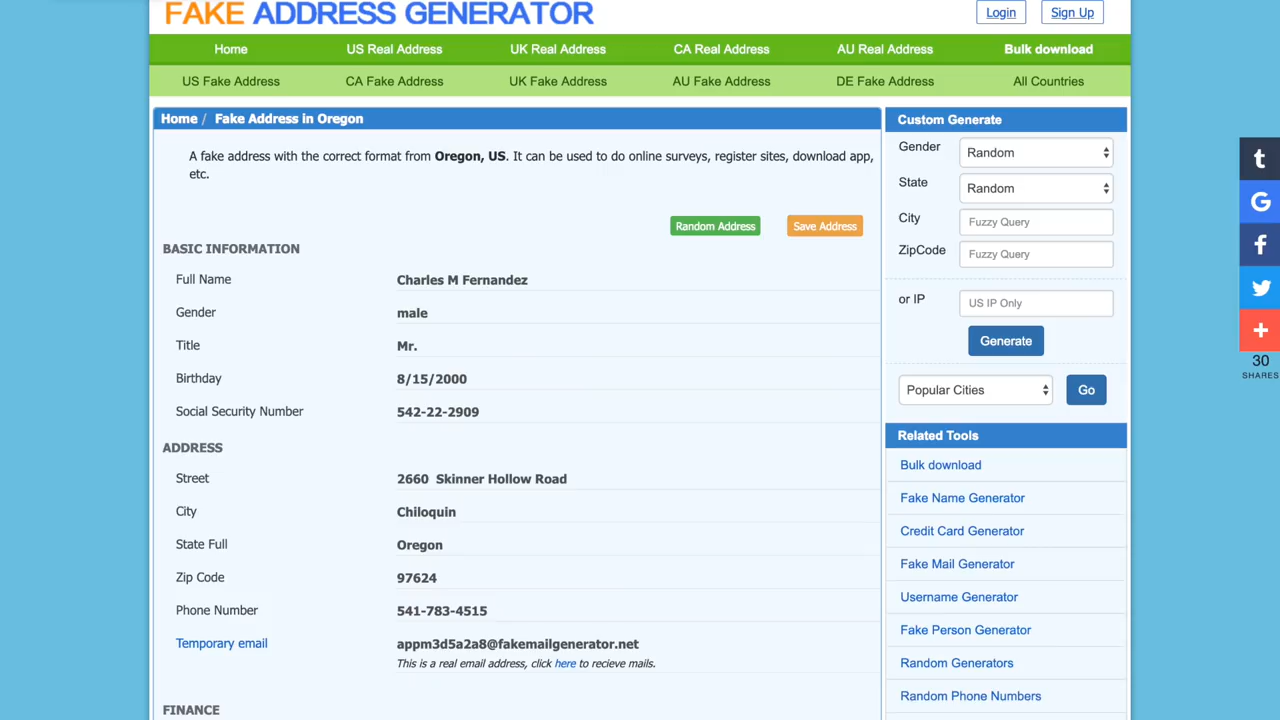 FAKE ADDRESS GENERATOR
Login Sign Up
Home US Real Address UK Real Address CA Real Address AU Real Address Bulk download
US Fake Address CA Fake Address UK Fake Address AU Fake Address DE Fake Address All Countries
Home / Fake Address in Oregon
A fake address with the correct format from Oregon, US. It can be used to do online surveys, register sites, download app,
etc.
Random Address Save Address
BASIC INFORMATION
Full Name Charles M Fernandez
Gender male
Title Mr.
Birthday 8/15/2000
Social Security Number 542-22-2909
ADDRESS
Street 2660 Skinner Hollow Road
City Chiloquin
State Full Oregon
Zip Code 97624
Phone Number 541-783-4515
Temporary email appm3d5a2a8@fakemailgenerator.net
This is a real email address, click here to recieve mails.
FINANCE
Custom Generate
Gender Random
State Random
City Fuzzy Query
ZipCode Fuzzy Query
or IP US IP Only
Generate
Popular Cities Go
Related Tools
Bulk download
Fake Name Generator
Credit Card Generator
Fake Mail Generator
Username Generator
Fake Person Generator
Random Generators
Random Phone Numbers
30
SHARES